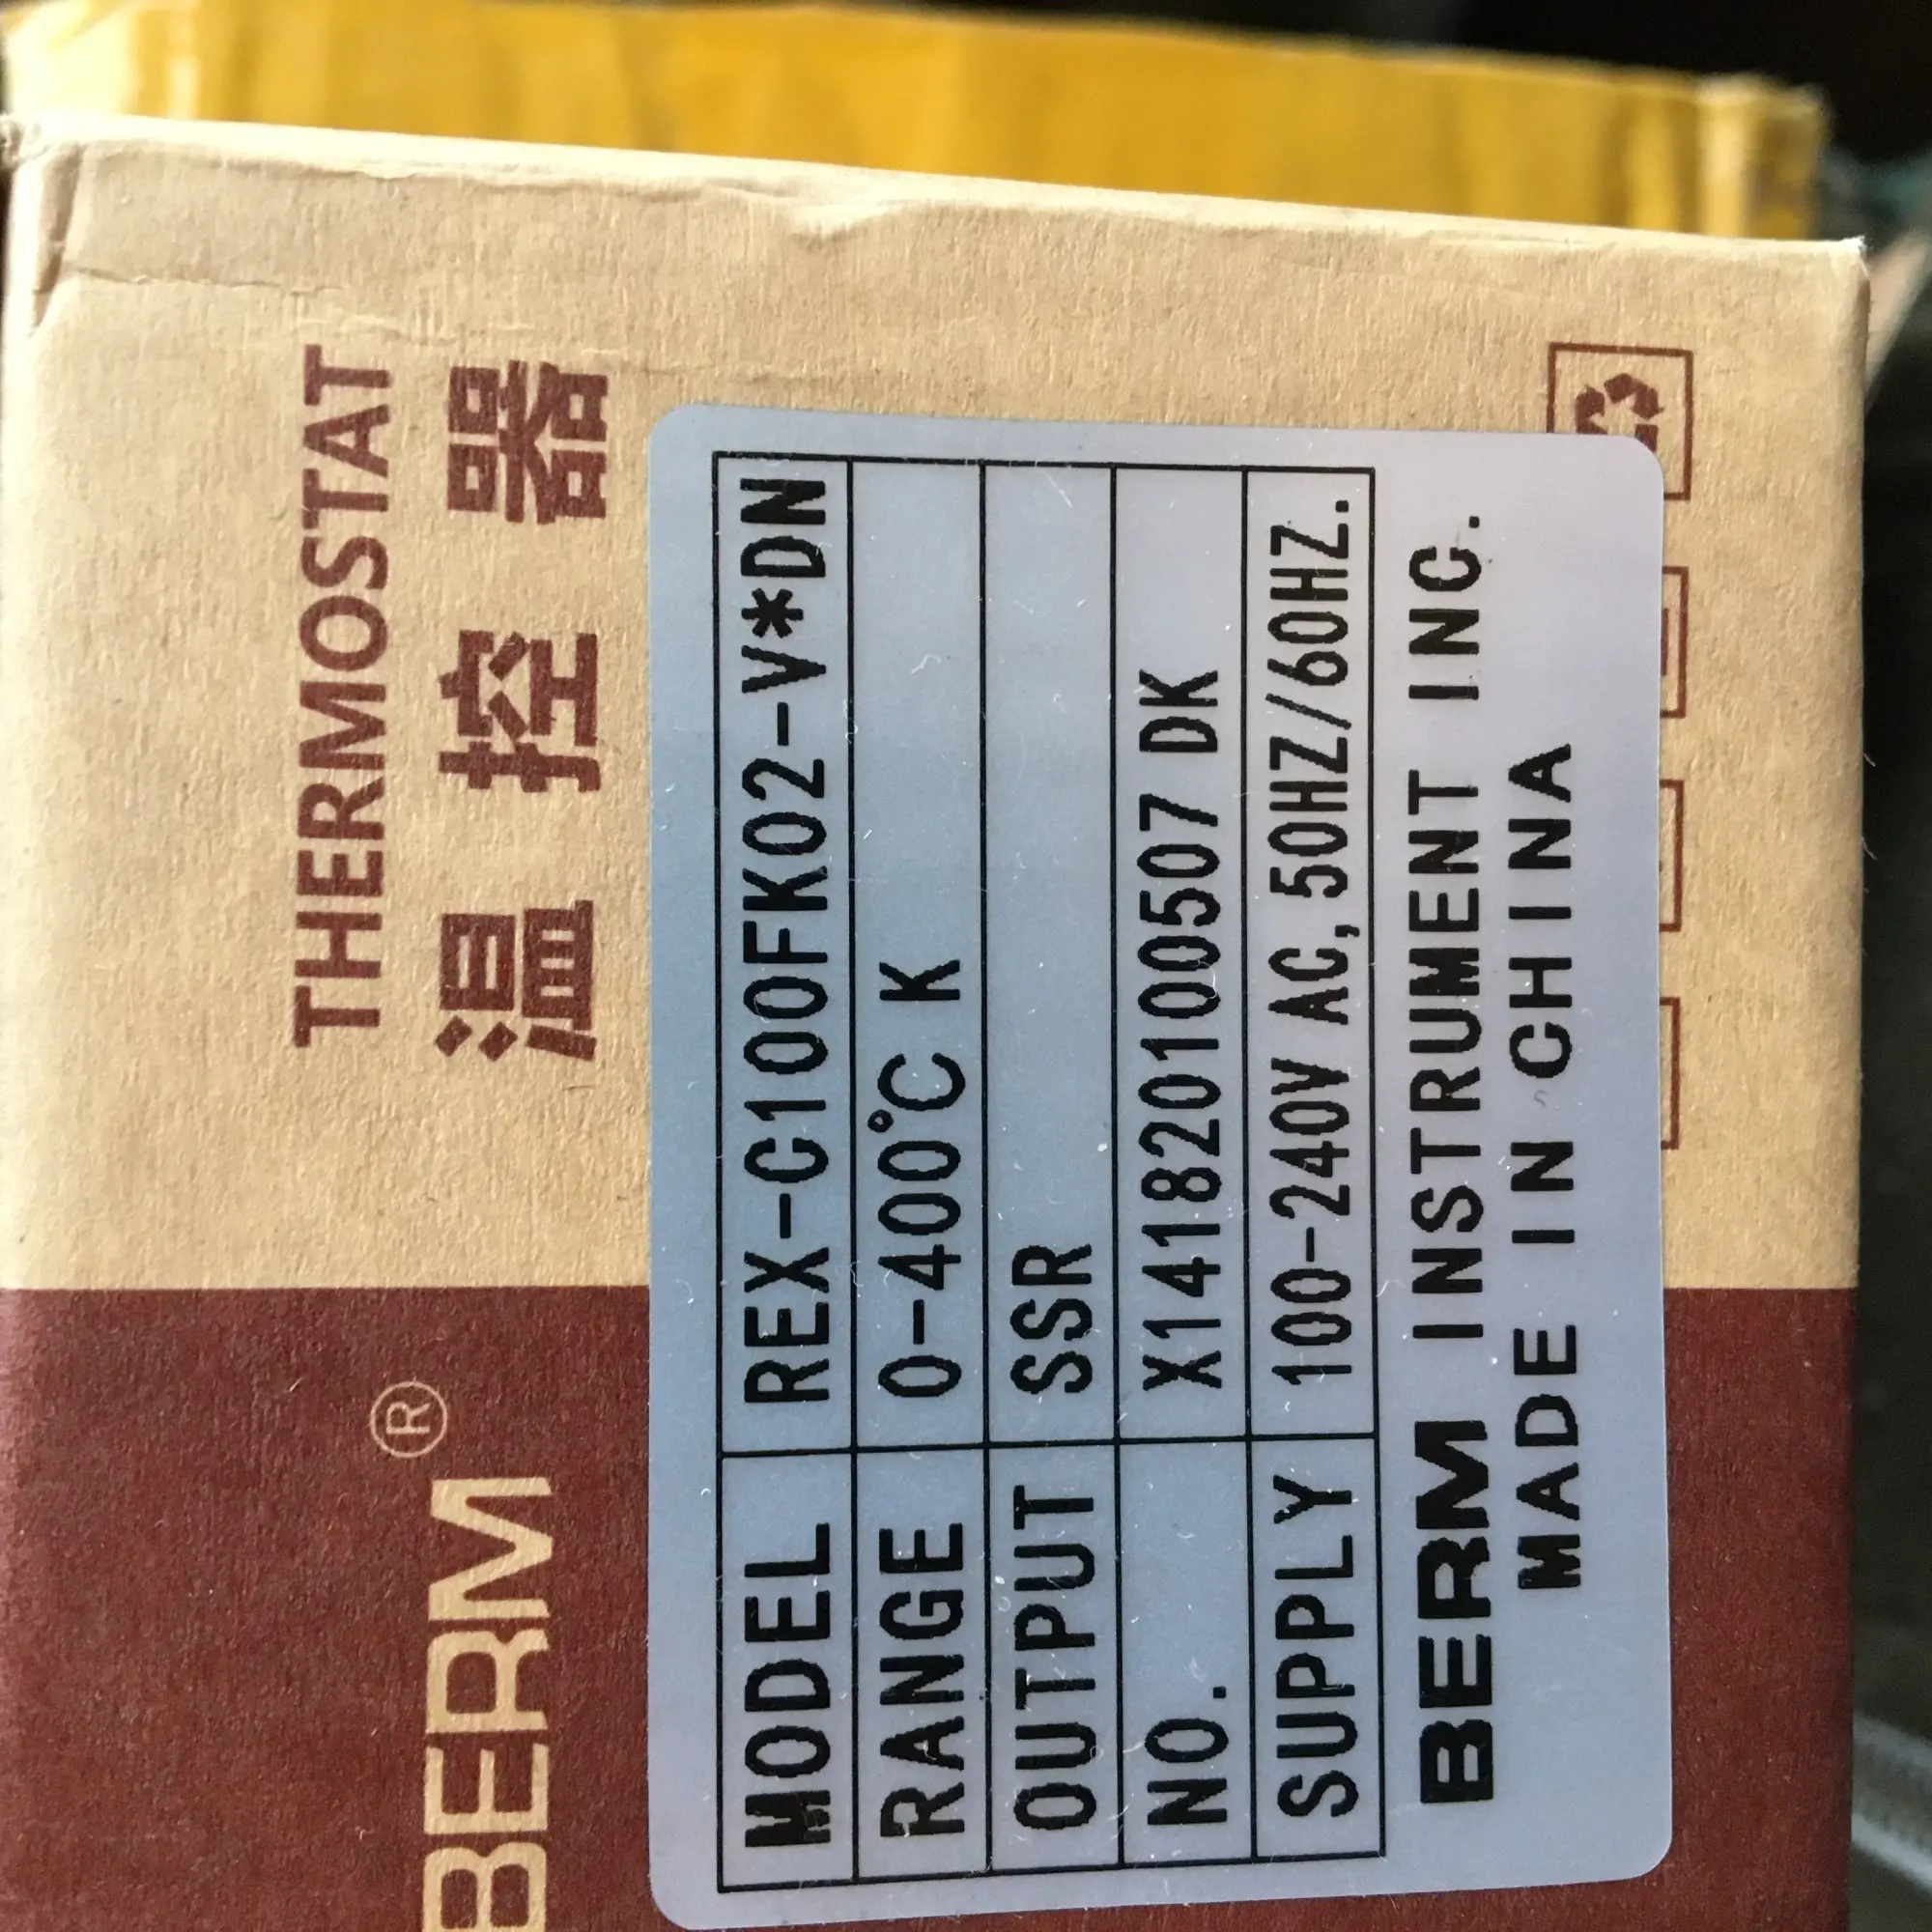 THERMOSTAT
温控器
BERM®
MODEL REX-C100FK02-V*DN
RANGE 0-400°C K
OUTPUT SSR
NO. X141820100507 DK
SUPPLY 100-240V AC, 50HZ//60HZ.
BERM INSTRUMENT INC.
MADE IN CHINA